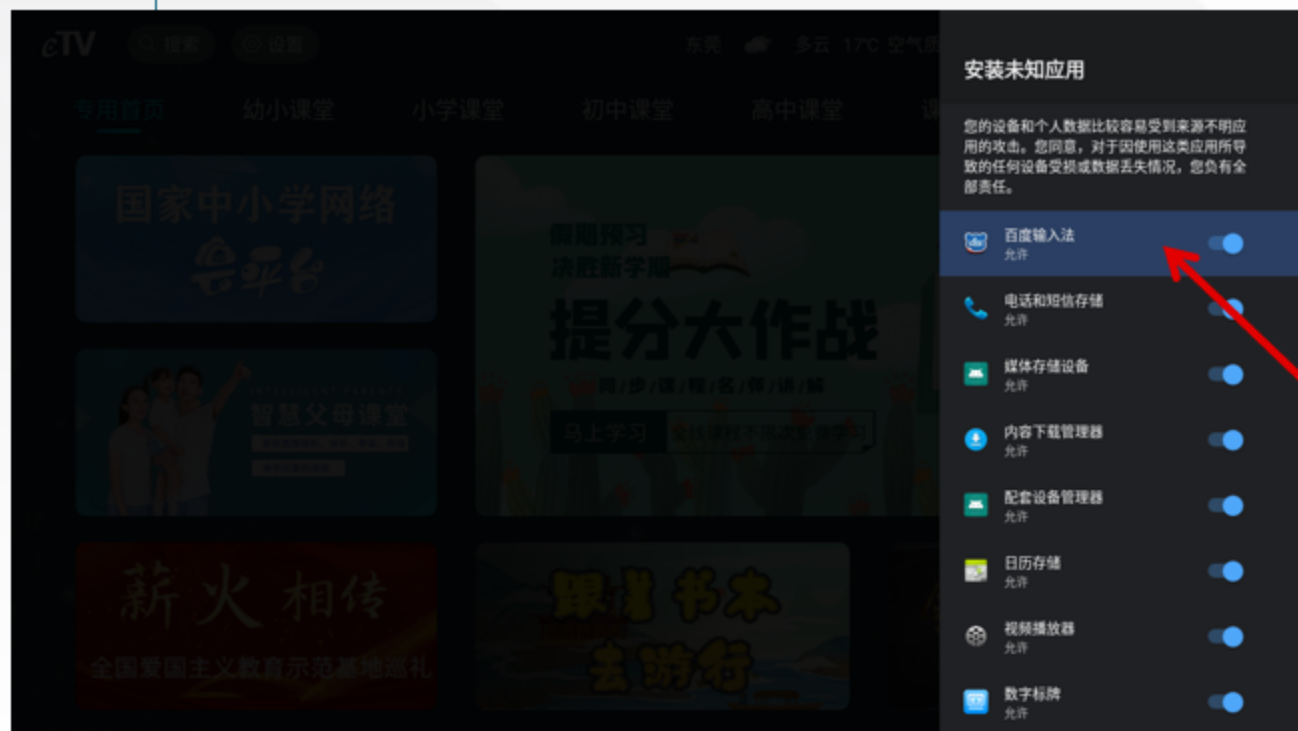 eTV
搜索
设置
东莞
多云 17℃ 空气质
专用首页
幼小课堂
小学课堂
初中课堂
高中课堂
课
国家中小学网络
云平台
假期预习
决胜新学期
提分大作战
同/步/课/程/名/师/讲/解
马上学习
智慧父母课堂
薪火相传
全国爱国主义教育示范基地巡礼
跟着书本
去游行
安装未知应用
您的设备和个人数据比较容易受到来源不明应
用的攻击。您同意，对于因使用这类应用所导
致的任何设备受损或数据丢失情况，您负有全
部责任。
百度输入法
允许
电话和短信存储
允许
媒体存储设备
允许
内容下载管理器
允许
配套设备管理器
允许
日历存储
允许
视频播放器
允许
数字标牌
允许